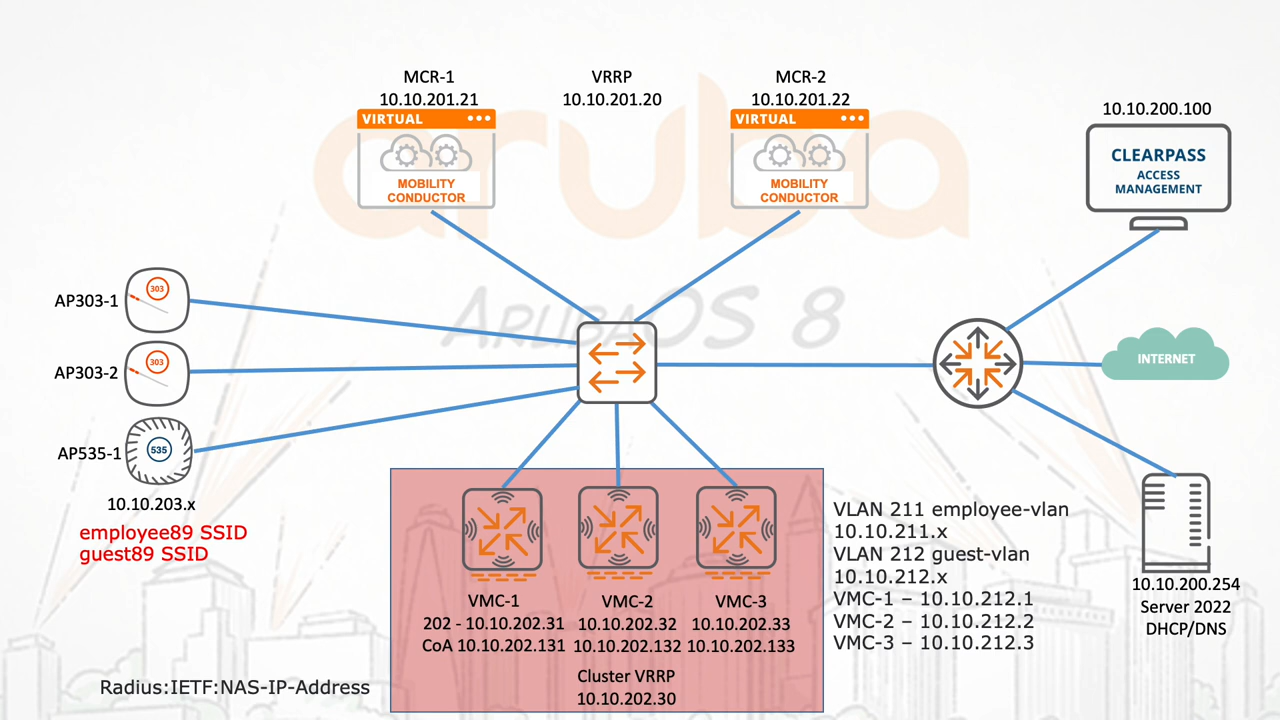 MCR-1
10.10.201.21
VIRTUAL
MOBILITY
CONDUCTOR
VRRP
10.10.201.20
MCR-2
10.10.201.22
VIRTUAL
MOBILITY
CONDUCTOR
10.10.200.100
CLEARPASS
ACCESS
MANAGEMENT
aruba
ARUBAOS 8
AP303-1
303
AP303-2
303
AP535-1
535
10.10.203.x
employee89 SSID
guest89 SSID
INTERNET
VMC-1
202 - 10.10.202.31
CoA 10.10.202.131
VMC-2
10.10.202.32
10.10.202.132
VMC-3
10.10.202.33
10.10.202.133
Cluster VRRP
10.10.202.30
VLAN 211 employee-vlan
10.10.211.x
VLAN 212 guest-vlan
10.10.212.x
VMC-1 – 10.10.212.1
VMC-2 – 10.10.212.2
VMC-3 – 10.10.212.3
10.10.200.254
Server 2022
DHCP/DNS
Radius:IETF:NAS-IP-Address